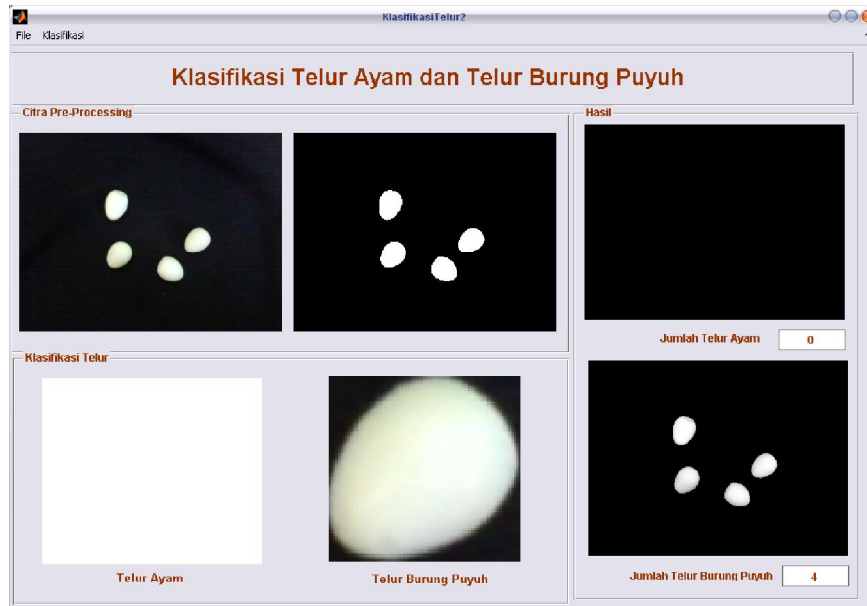 KlasifikasiTelur2
File Klasifikasi
Klasifikasi Telur Ayam dan Telur Burung Puyuh
Citra Pre-Processing
Hasil
Jumlah Telur Ayam 0
Klasifikasi Telur
Telur Ayam
Telur Burung Puyuh
Jumlah Telur Burung Puyuh 4